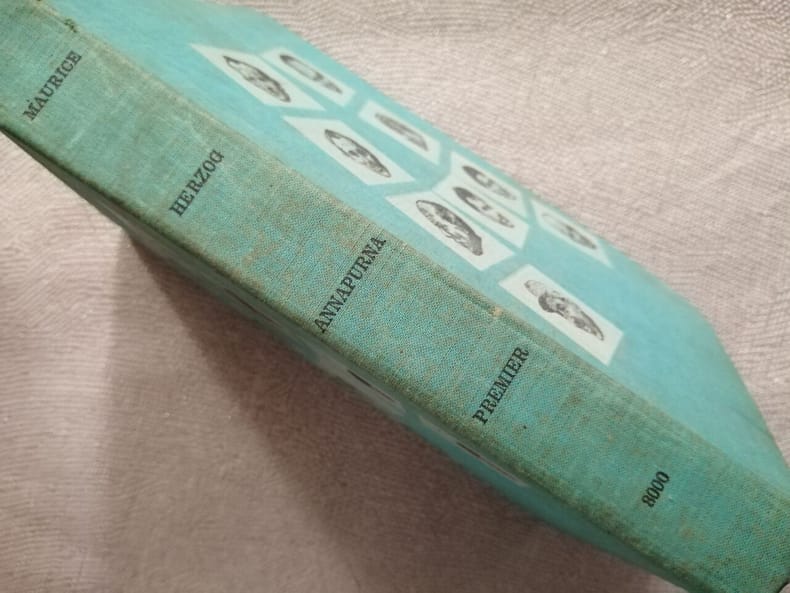 MAURICE
HERZOG
ANNAPURNA
PREMIER
8000